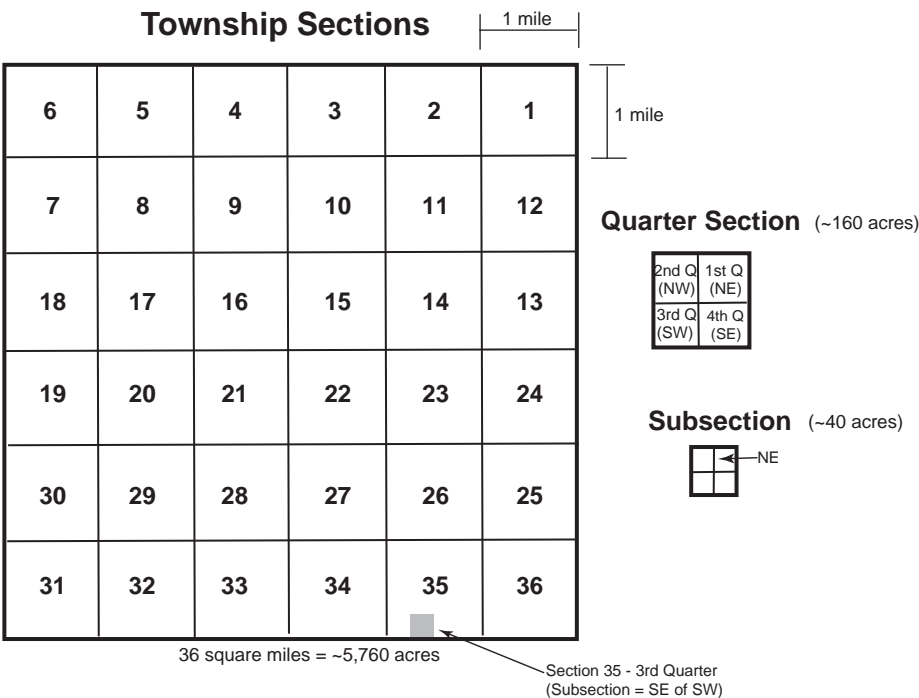 Township Sections
1 mile
1 mile
6 5 4 3 2 1
7 8 9 10 11 12
18 17 16 15 14 13
19 20 21 22 23 24
30 29 28 27 26 25
31 32 33 34 35 36
36 square miles = ~5,760 acres
Section 35 - 3rd Quarter
(Subsection = SE of SW)
Quarter Section (~160 acres)
2nd Q 1st Q
(NW) (NE)
3rd Q 4th Q
(SW) (SE)
Subsection (~40 acres)
NE